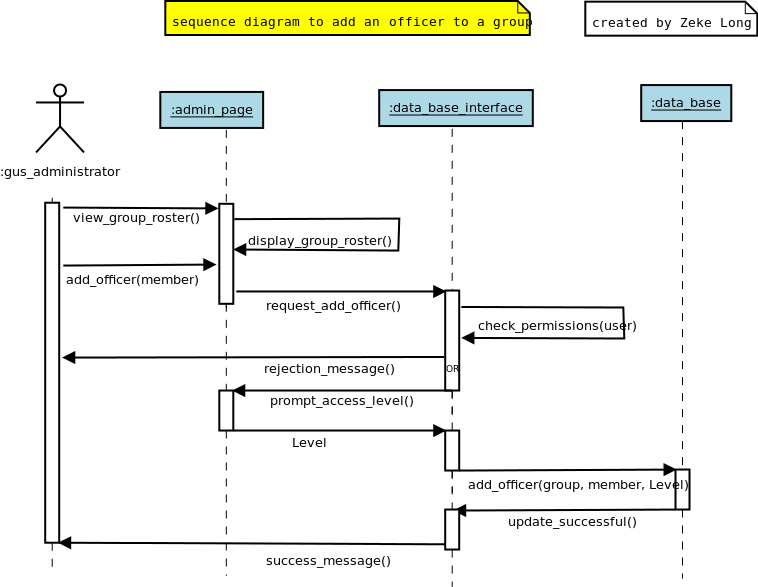 sequence diagram to add an officer to a group
created by Zeke Long
:gus_administrator
:admin_page
:data_base_interface
:data_base
view_group_roster()
display_group_roster()
add_officer(member)
request_add_officer()
check_permissions(user)
rejection_message()
OR
prompt_access_level()
Level
add_officer(group, member, Level)
update_successful()
success_message()